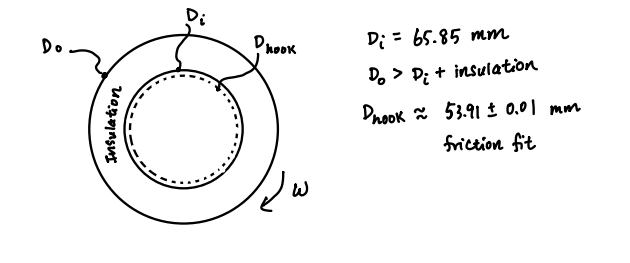 Di
Do
Dhook
Insulation
ω
Di = 65.85 mm
Do > Di + insulation
Dhook ≈ 53.91 ± 0.01 mm
friction fit